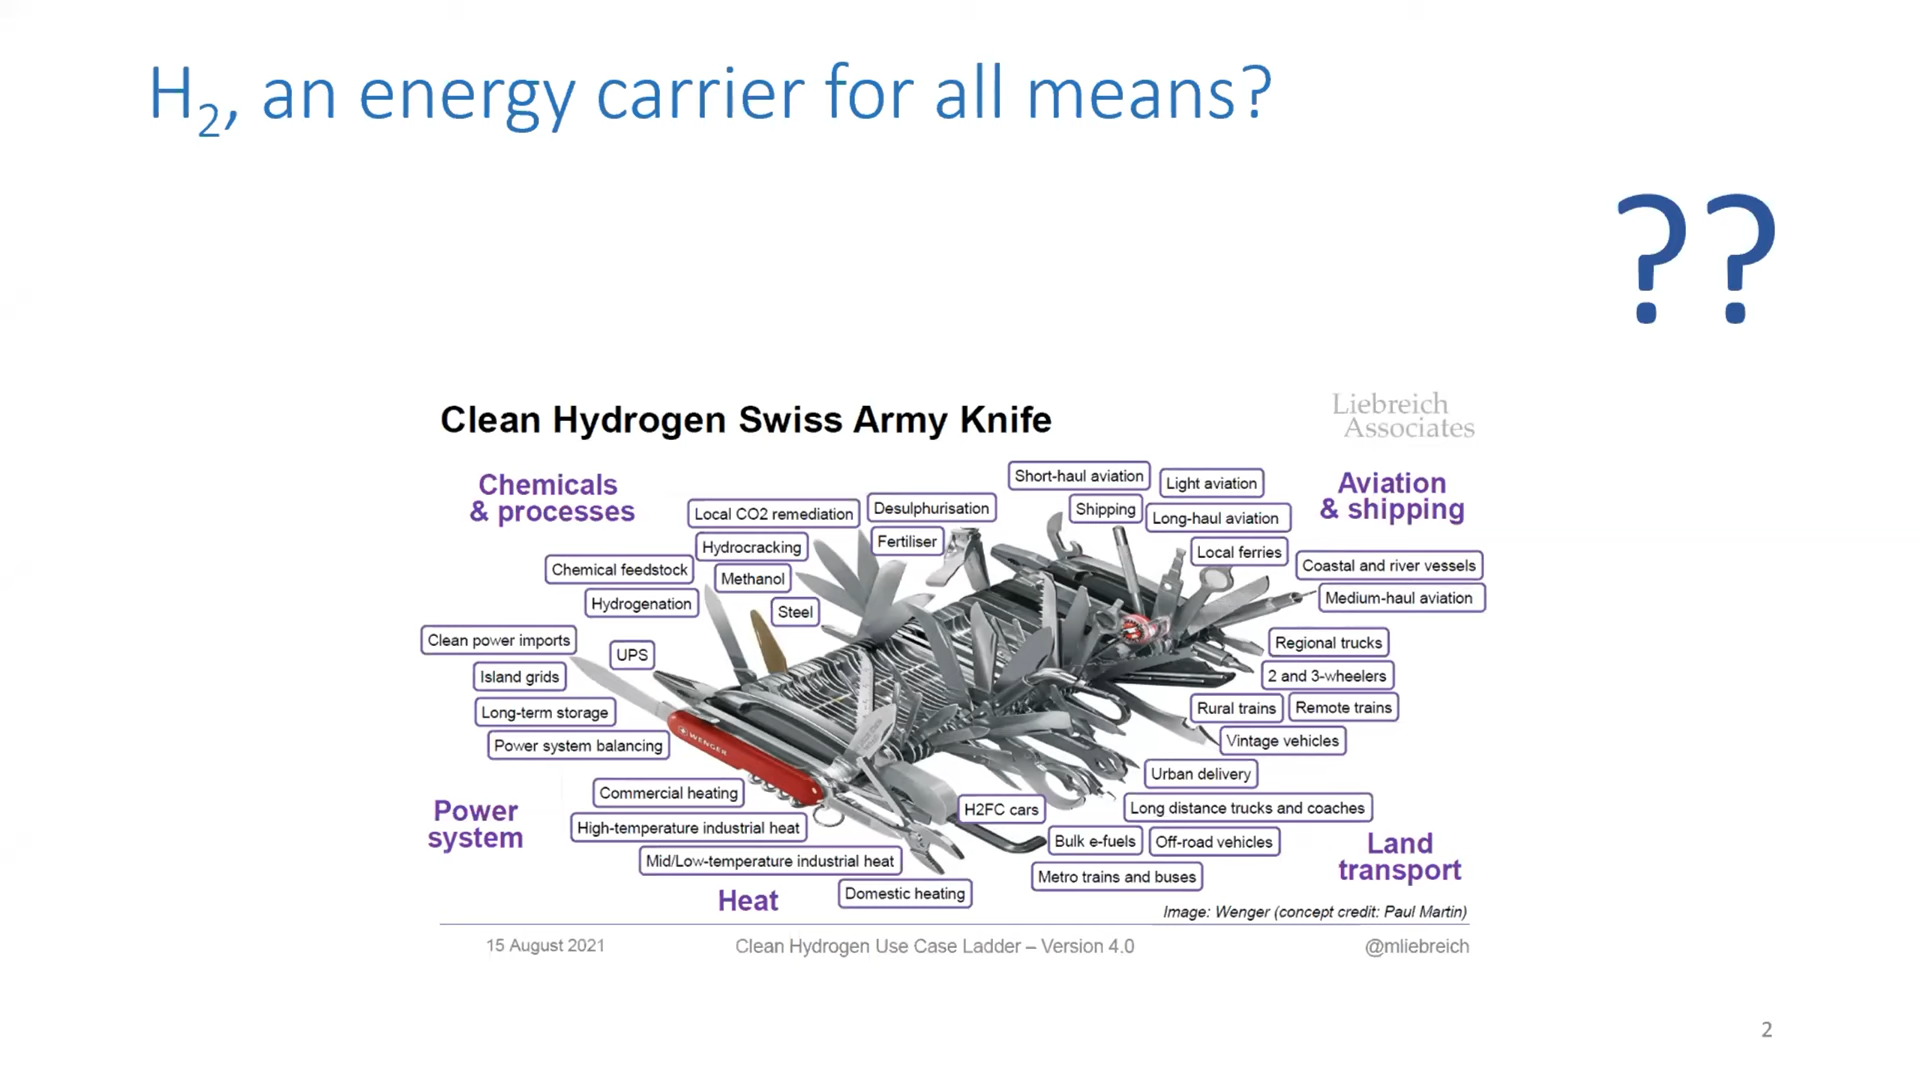 H2, an energy carrier for all means?
??
Clean Hydrogen Swiss Army Knife
Liebreich
Associates
Chemicals
& processes
Local CO2 remediation
Desulphurisation
Hydrocracking
Fertiliser
Chemical feedstock
Methanol
Hydrogenation
Steel
Short-haul aviation
Light aviation
Shipping
Long-haul aviation
Local ferries
Aviation
& shipping
Coastal and river vessels
Medium-haul aviation
Clean power imports
UPS
Island grids
Long-term storage
Power system balancing
Power
system
WENGER
Regional trucks
2 and 3-wheelers
Rural trains
Remote trains
Vintage vehicles
Urban delivery
H2FC cars
Long distance trucks and coaches
Bulk e-fuels
Off-road vehicles
Metro trains and buses
Land
transport
Commercial heating
High-temperature industrial heat
Mid/Low-temperature industrial heat
Domestic heating
Heat
Image: Wenger (concept credit: Paul Martin)
15 August 2021
Clean Hydrogen Use Case Ladder – Version 4.0
@mliebreich
2